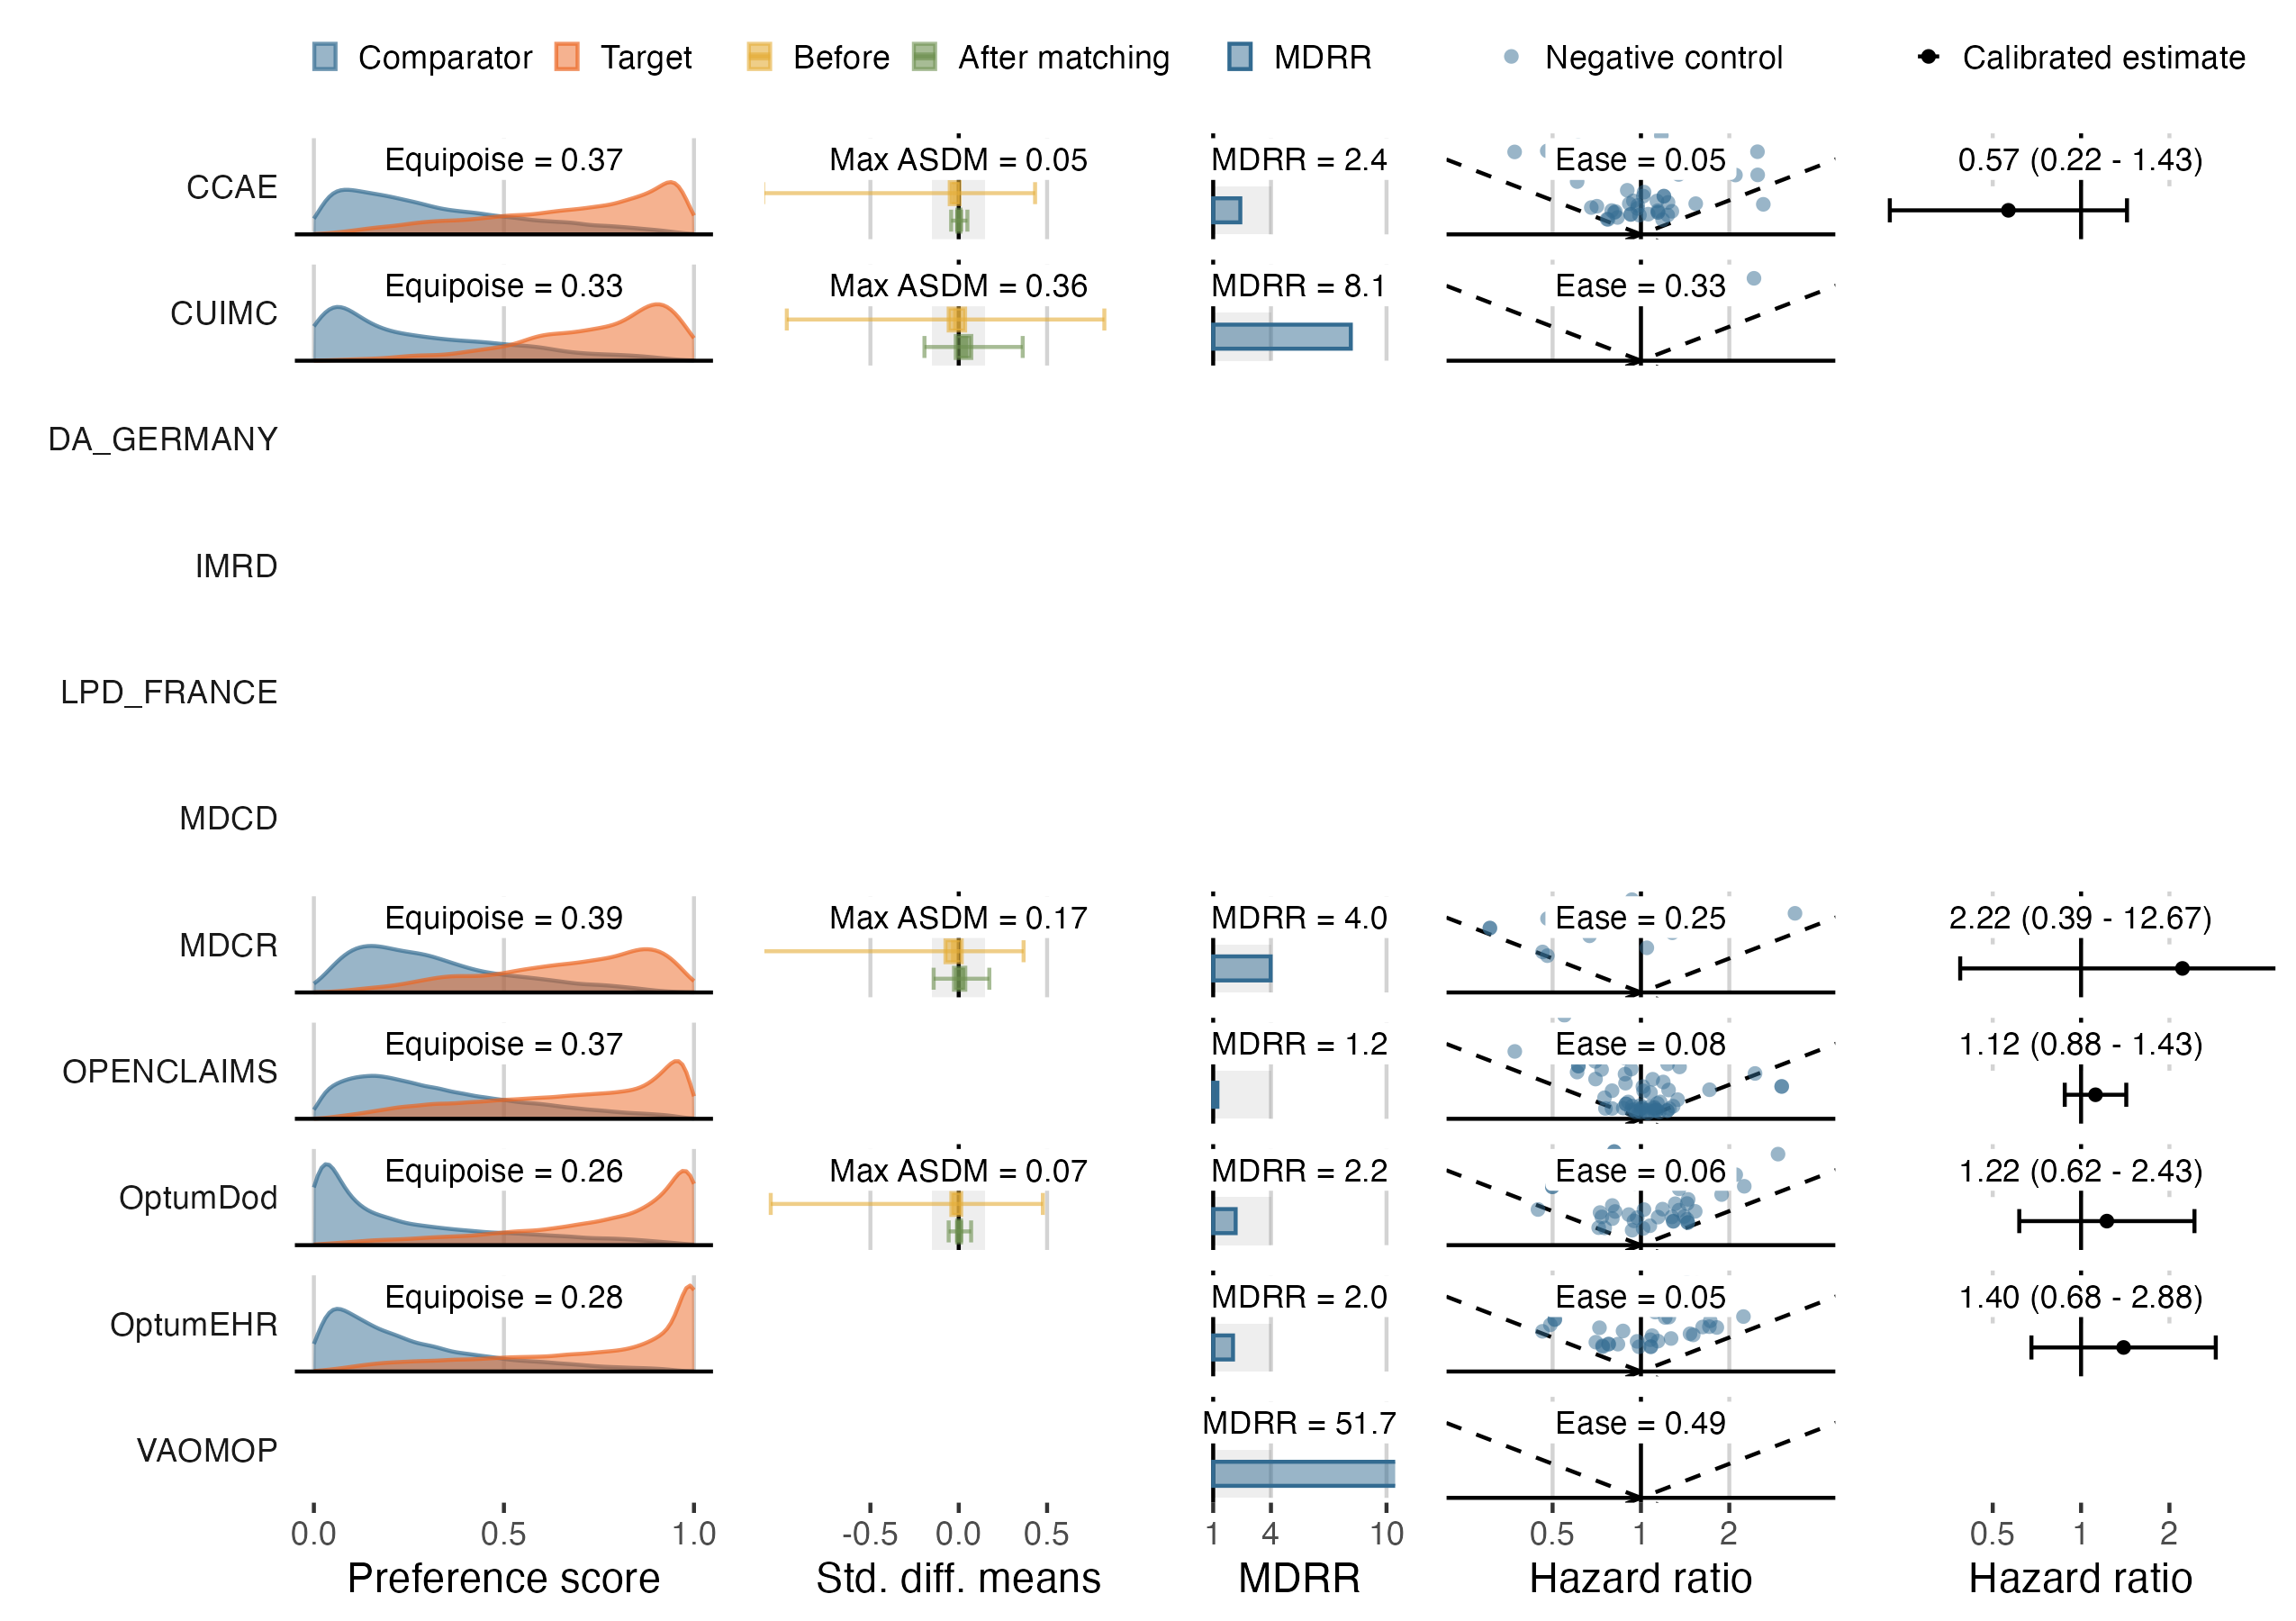 Comparator Target Before After matching MDRR Negative control Calibrated estimate
CCAE Equipoise = 0.37 Max ASDM = 0.05 MDRR = 2.4 Ease = 0.05 0.57 (0.22 - 1.43)
CUIMC Equipoise = 0.33 Max ASDM = 0.36 MDRR = 8.1 Ease = 0.33
DA_GERMANY
IMRD
LPD_FRANCE
MDCD
MDCR Equipoise = 0.39 Max ASDM = 0.17 MDRR = 4.0 Ease = 0.25 2.22 (0.39 - 12.67)
OPENCLAIMS Equipoise = 0.37 MDRR = 1.2 Ease = 0.08 1.12 (0.88 - 1.43)
OptumDod Equipoise = 0.26 Max ASDM = 0.07 MDRR = 2.2 Ease = 0.06 1.22 (0.62 - 2.43)
OptumEHR Equipoise = 0.28 MDRR = 2.0 Ease = 0.05 1.40 (0.68 - 2.88)
VAOMOP MDRR = 51.7 Ease = 0.49
0.0 0.5 1.0 -0.5 0.0 0.5 1 4 10 0.5 1 2 0.5 1 2
Preference score Std. diff. means MDRR Hazard ratio Hazard ratio